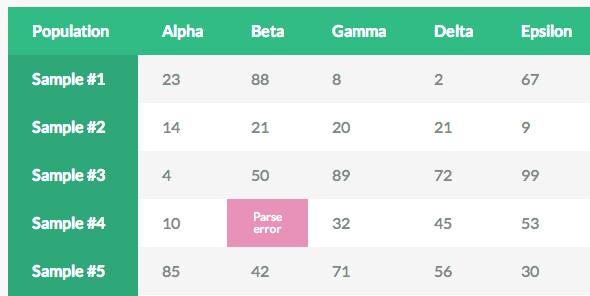 Population Alpha Beta Gamma Delta Epsilon
Sample #1 23 88 8 2 67
Sample #2 14 21 20 21 9
Sample #3 4 50 89 72 99
Sample #4 10 Parse error 32 45 53
Sample #5 85 42 71 56 30